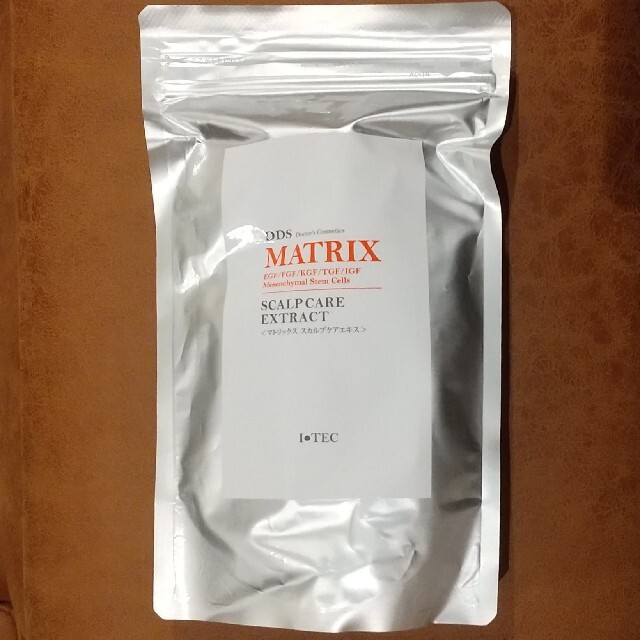 DDS Doctor's Cosmetics
MATRIX
EGF/FGF/KGF/TGF/IGF
Mesenchymal Stem Cells
SCALP CARE
EXTRACT
<マトリックス スカルプケアエキス>
I●TEC